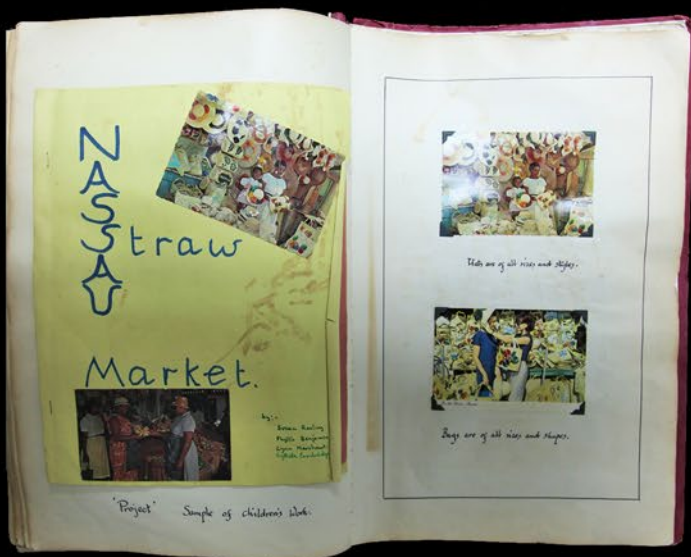 NASSAU
Straw
Market.
by:-
'Project' Sample of children's work.
Hats are of all sizes and shapes.
Bags are of all sizes and shapes.